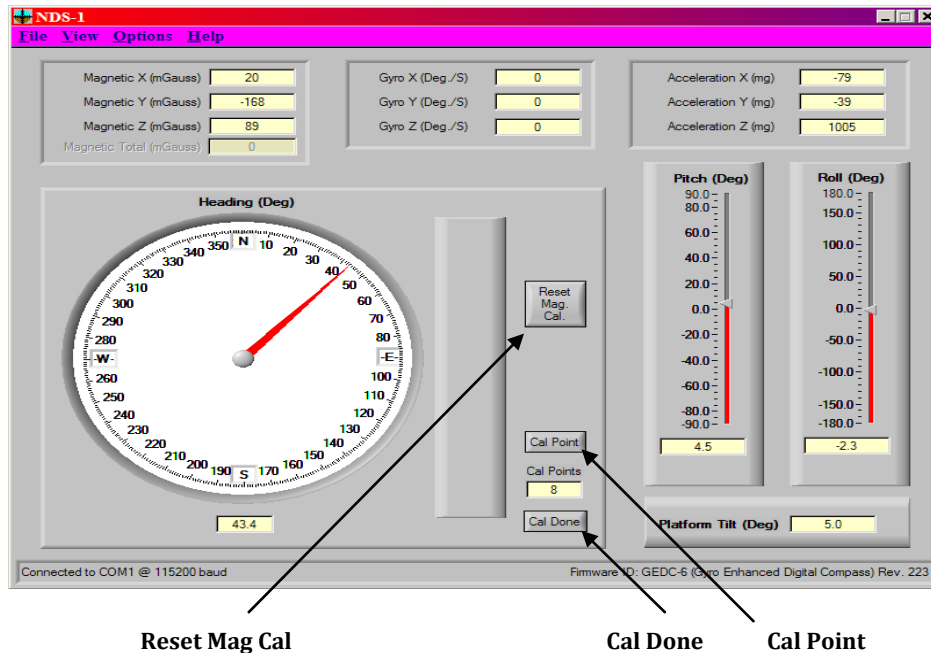 NDS-1
File View Options Help
Magnetic X (mGauss) 20
Magnetic Y (mGauss) -168
Magnetic Z (mGauss) 89
Magnetic Total (mGauss) 0
Gyro X (Deg./S) 0
Gyro Y (Deg./S) 0
Gyro Z (Deg./S) 0
Acceleration X (mg) -79
Acceleration Y (mg) -39
Acceleration Z (mg) 1005
Heading (Deg)
N 10 20 30 40 50 60 70 80 -E- 100 110 120 130 140 150 160 170 S 190 200 210 220 230 240 250 260 -W- 280 290 300 310 320 330 340 350
43.4
Reset
Mag.
Cal.
Cal Point
Cal Points
8
Cal Done
Pitch (Deg)
90.0
80.0
60.0
40.0
20.0
0.0
-20.0
-40.0
-60.0
-80.0
-90.0
4.5
Roll (Deg)
180.0
150.0
100.0
50.0
0.0
-50.0
-100.0
-150.0
-180.0
-2.3
Platform Tilt (Deg) 5.0
Connected to COM1 @ 115200 baud
Firmware ID: GEDC-6 (Gyro Enhanced Digital Compass) Rev. 223
Reset Mag Cal
Cal Done
Cal Point